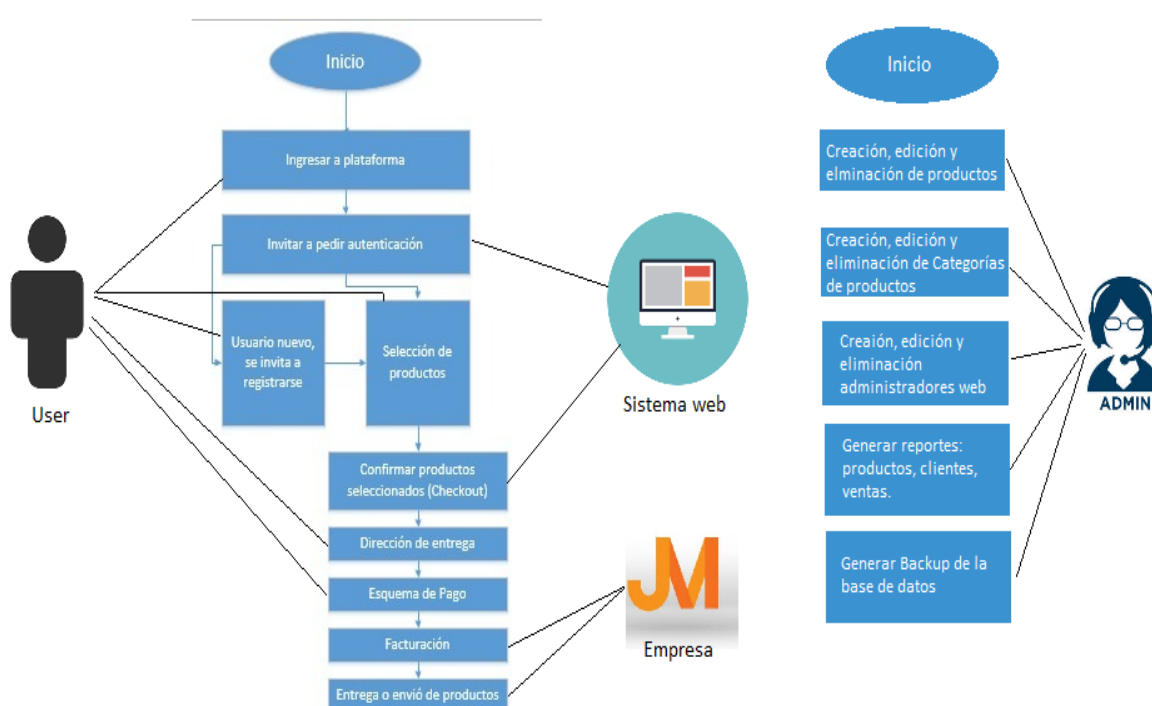 Inicio
Ingresar a plataforma
Invitar a pedir autenticación
Usuario nuevo,
se invita a
registrarse
Selección de
productos
Confirmar productos
seleccionados (Checkout)
Dirección de entrega
Esquema de Pago
Facturación
Entrega o envió de productos
User
Sistema web
JM
Empresa
Inicio
Creación, edición y
elminación de productos
Creación, edición y
eliminación de Categorías
de productos
Creaión, edición y
eliminación
administradores web
Generar reportes:
productos, clientes,
ventas.
Generar Backup de la
base de datos
ADMIN